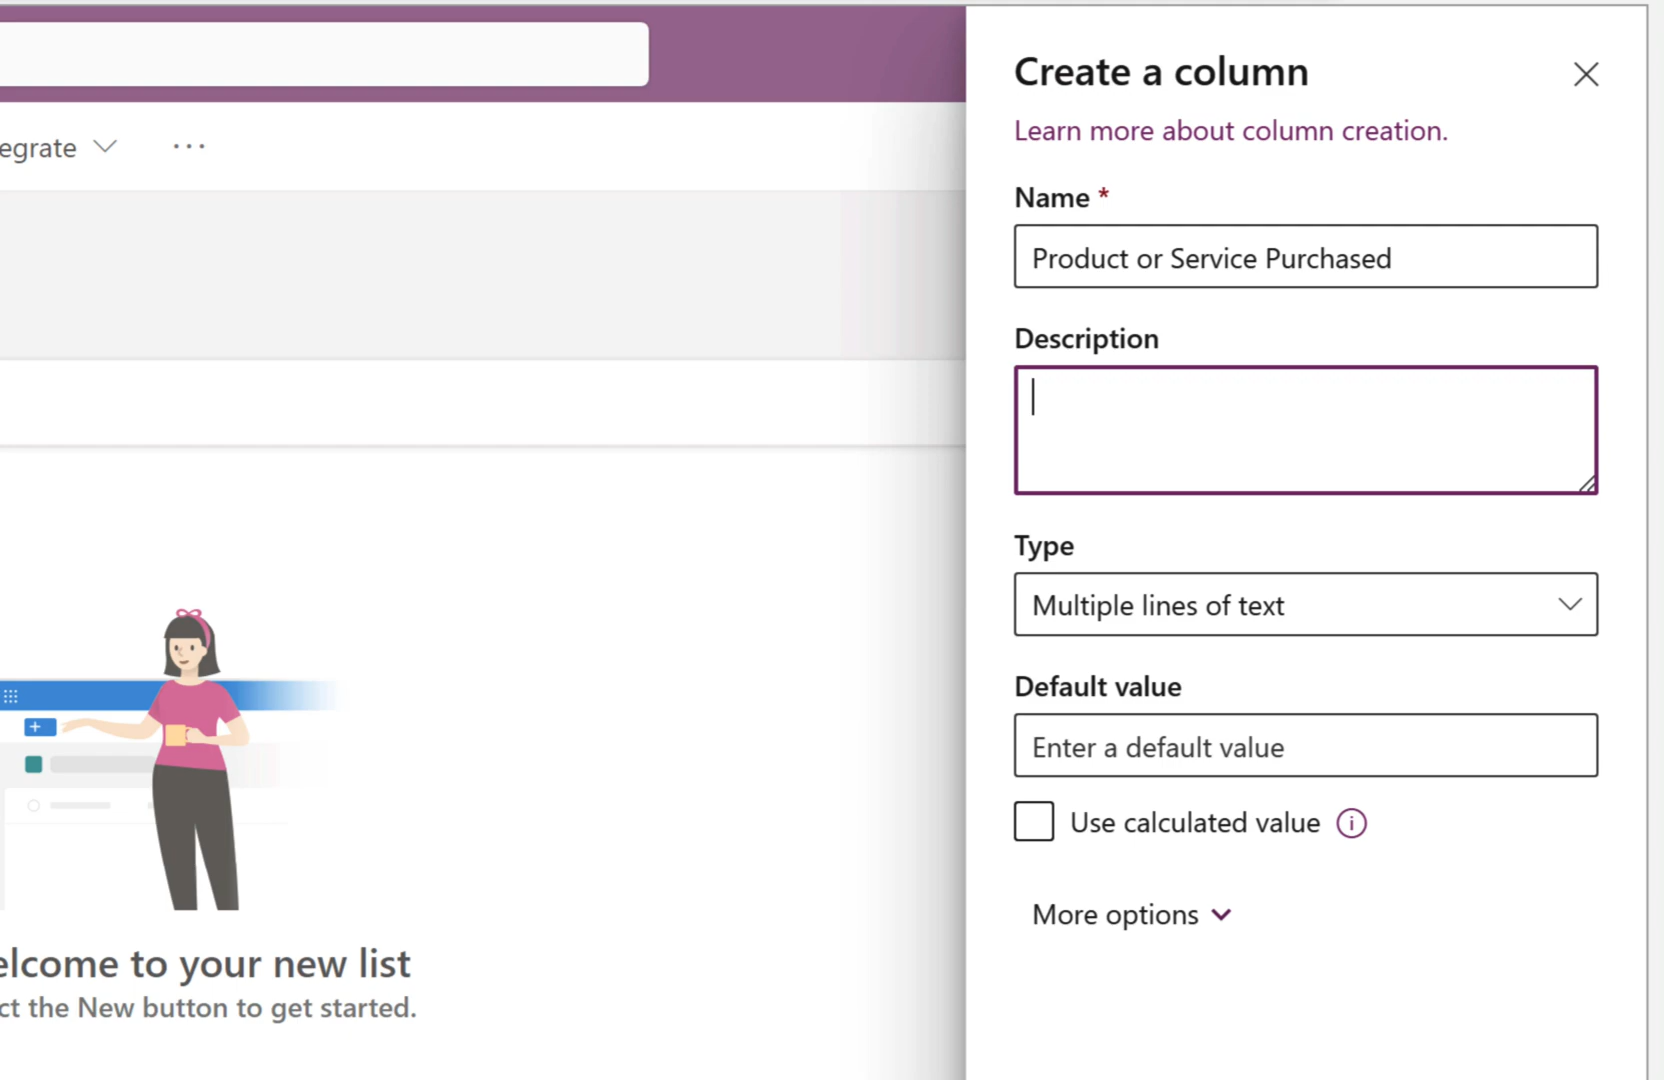 egrate
...
elcome to your new list
ct the New button to get started.
Create a column
Learn more about column creation.
Name *
Product or Service Purchased
Description
Type
Multiple lines of text
Default value
Enter a default value
Use calculated value
More options